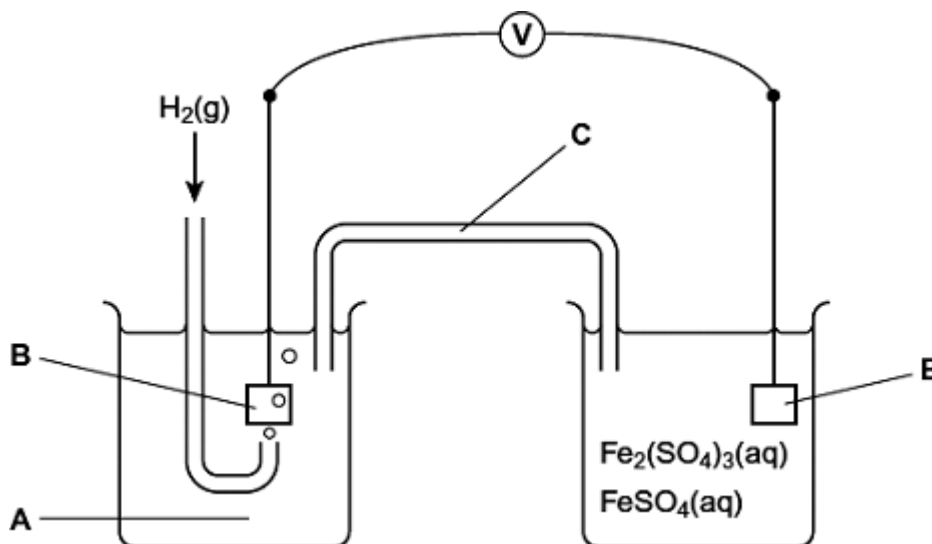 V
H₂(g)
C
B
Fe₂(SO₄)₃(aq)
FeSO₄(aq)
A